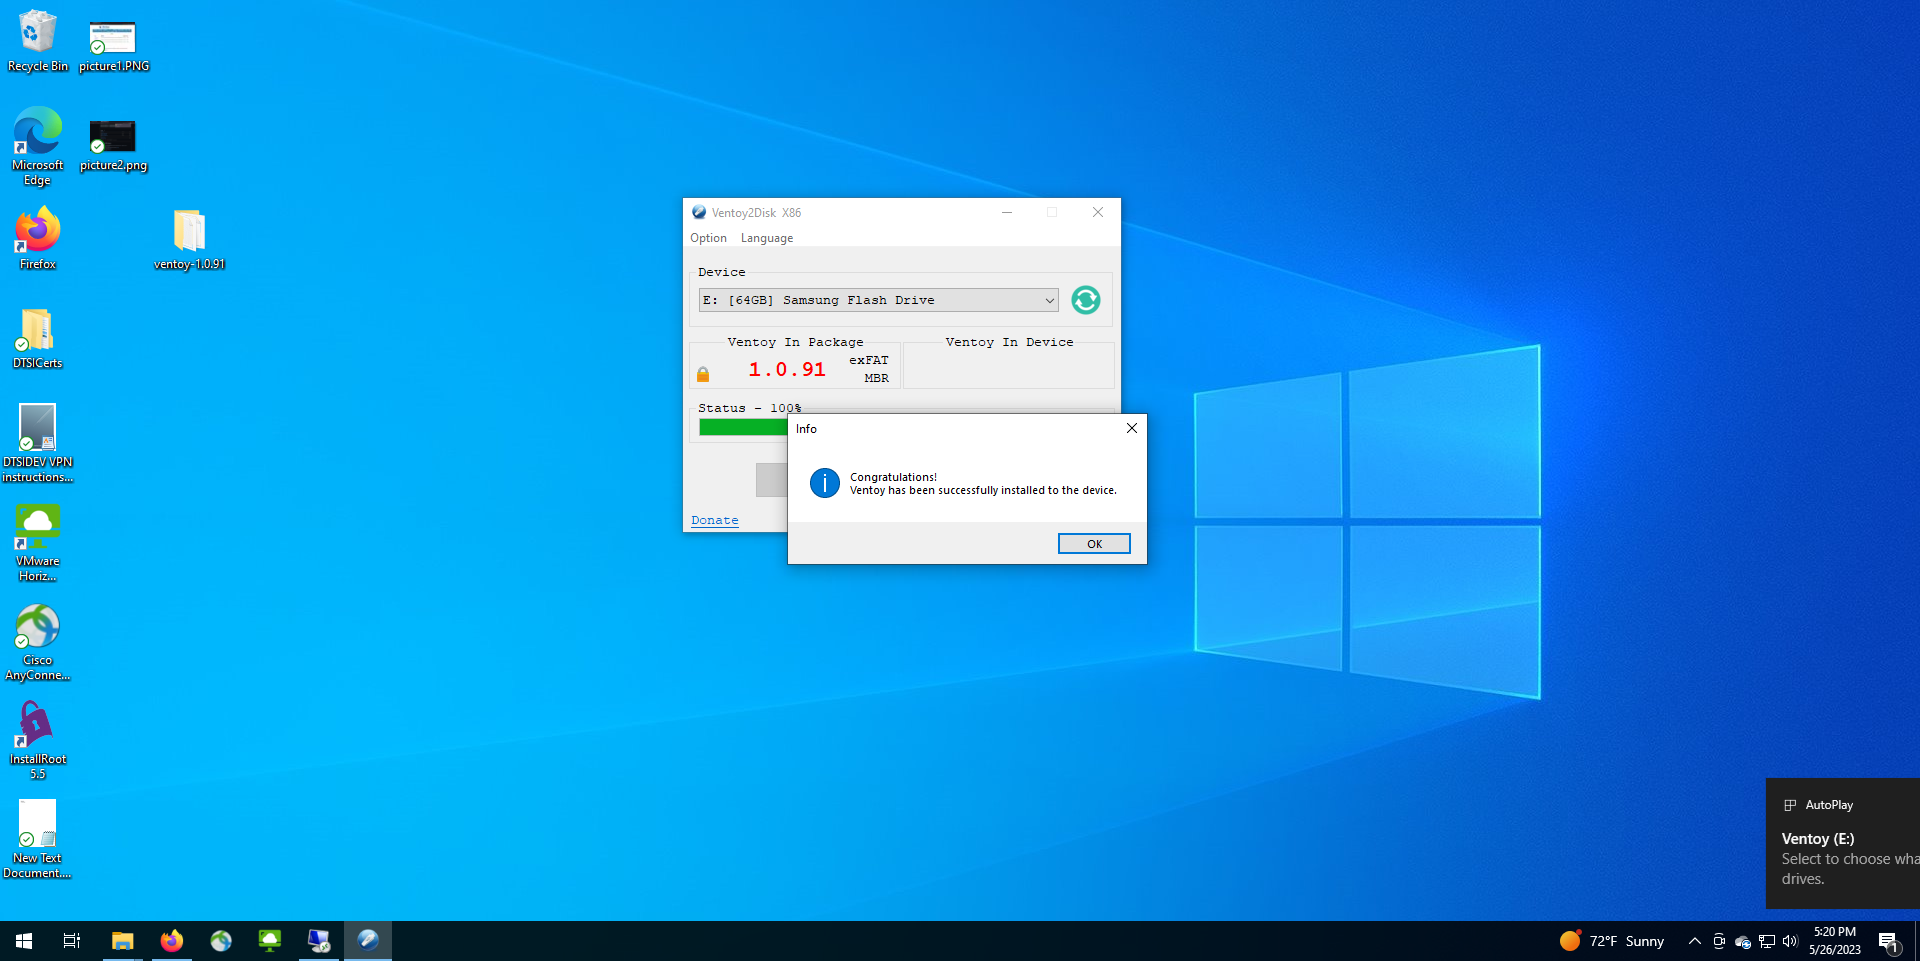 Recycle Bin
picture1.PNG
Microsoft
Edge
picture2.png
Firefox
ventoy-1.0.91
DTSICerts
DTSIDEV VPN
instructions...
VMware
Horiz...
Cisco
AnyConne...
InstallRoot
5.5
New Text
Document....
Ventoy2Disk X86
Option Language
Device
E: [64GB] Samsung Flash Drive
Ventoy In Package
1.0.91
exFAT
MBR
Ventoy In Device
Status - 100%
Donate
Info
Congratulations!
Ventoy has been successfully installed to the device.
OK
AutoPlay
Ventoy (E:)
Select to choose wha
drives.
72°F Sunny
5:20 PM
5/26/2023
1